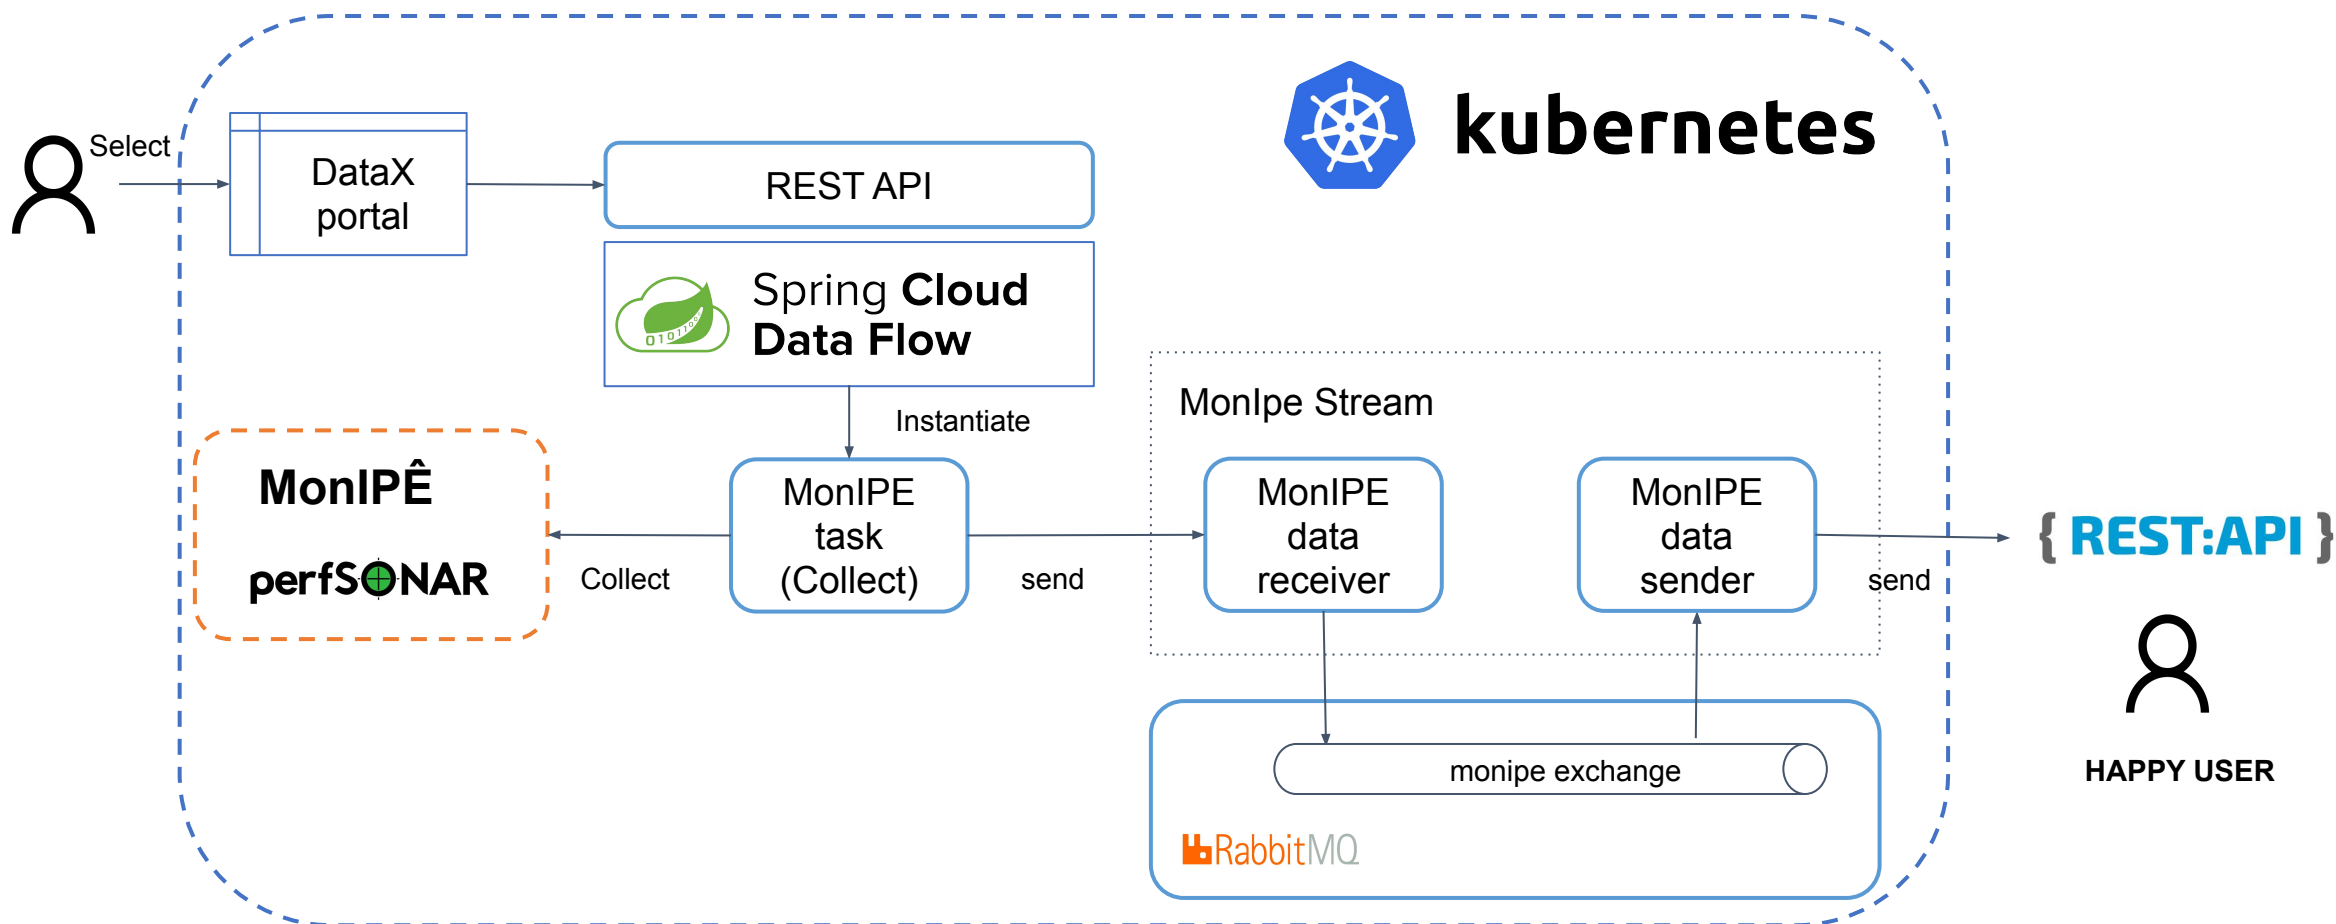 Select
DataX
portal
REST API
kubernetes
Spring Cloud
Data Flow
010110
Instantiate
MonIpe Stream
MonIPÊ
perfSONAR
Collect
MonIPE
task
(Collect)
send
MonIPE
data
receiver
MonIPE
data
sender
send
{ REST:API }
HAPPY USER
monipe exchange
RabbitMQ